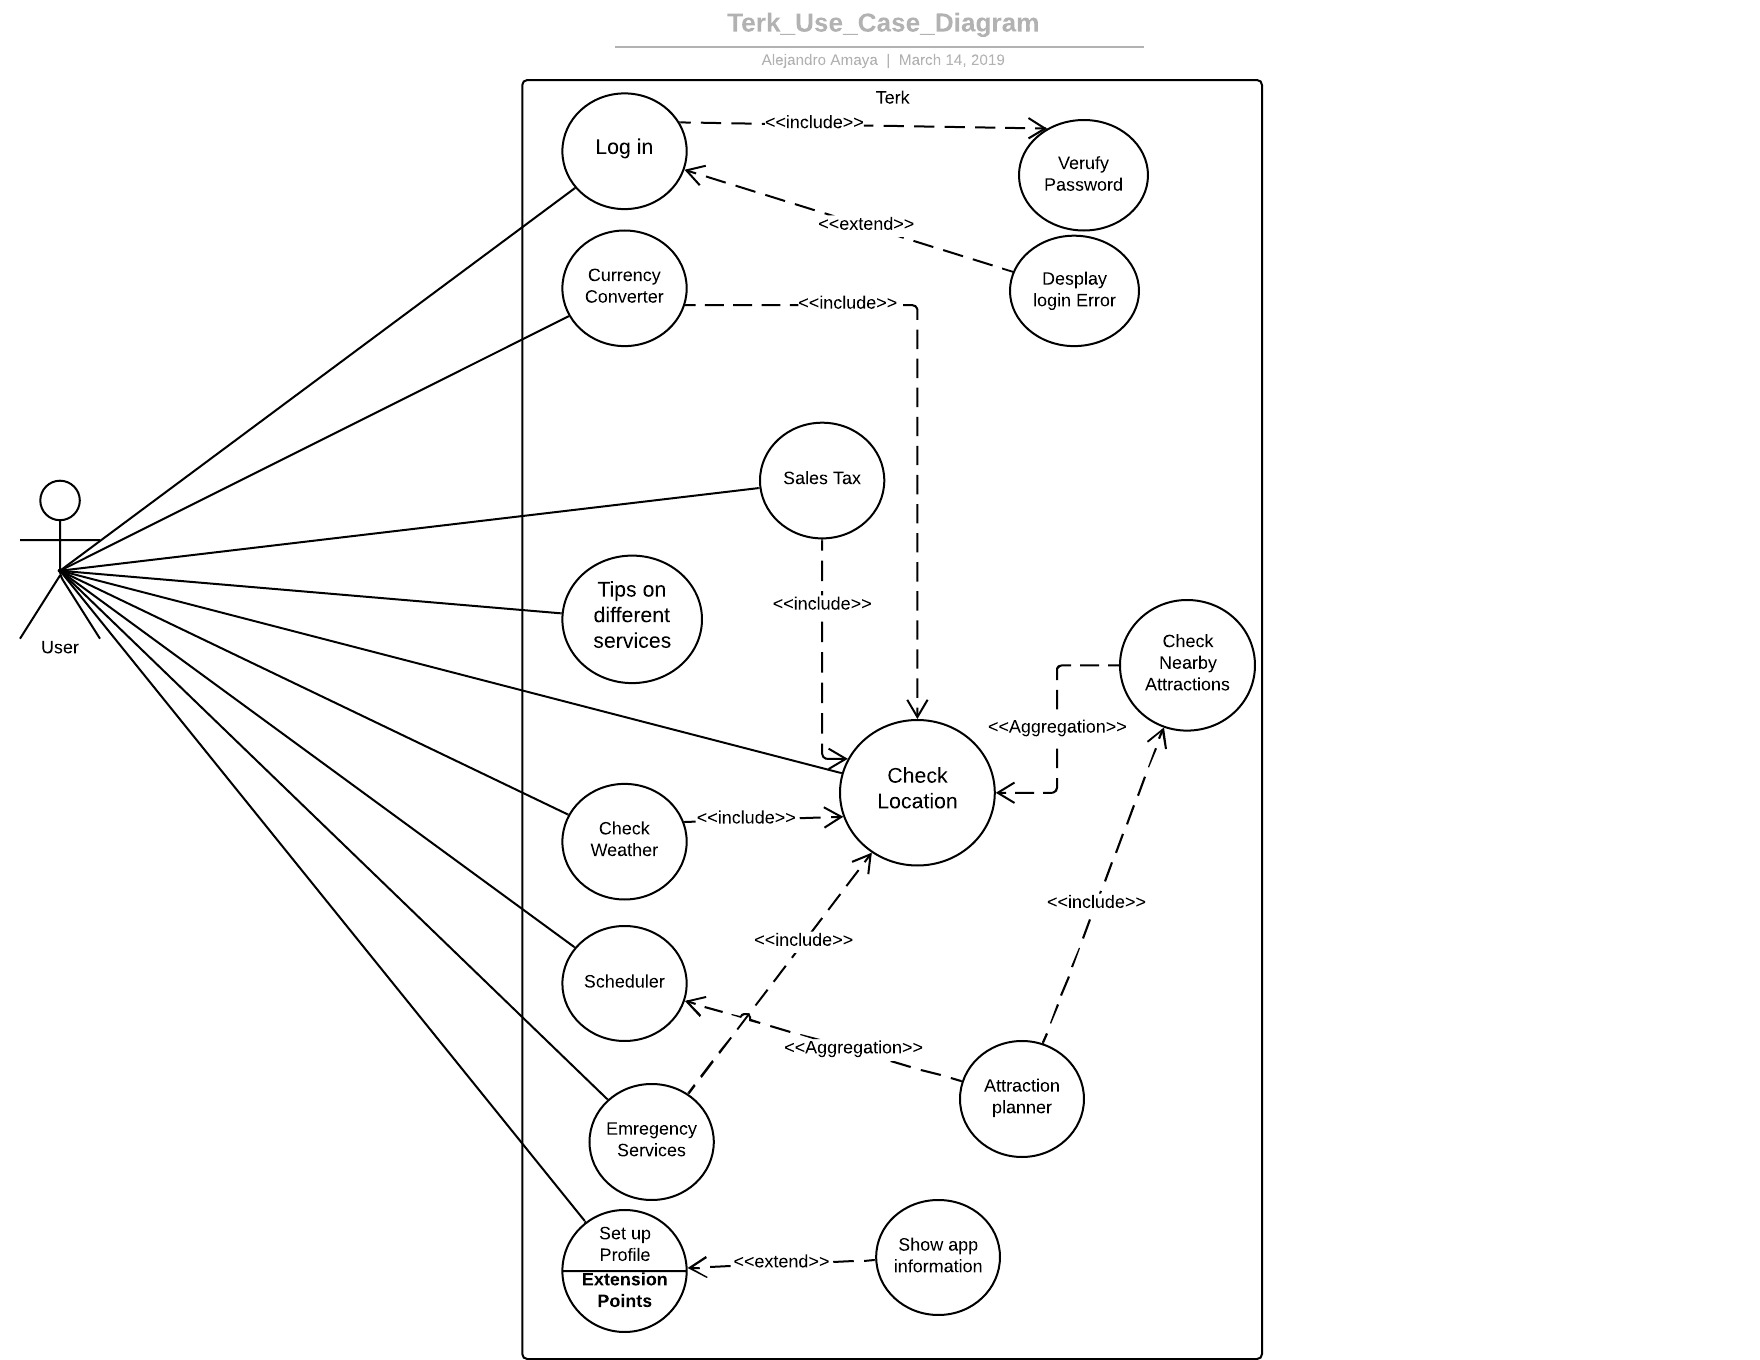 Terk_Use_Case_Diagram
Alejandro Amaya | March 14, 2019
Terk
Log in
<<include>>
Verufy
Password
<<extend>>
Desplay
login Error
Currency
Converter
<<include>>
Sales Tax
<<include>>
User
Tips on
different
services
Check
Nearby
Attractions
<<Aggregation>>
Check
Location
Check
Weather
<<include>>
<<include>>
<<include>>
Scheduler
<<Aggregation>>
Attraction
planner
Emregency
Services
Set up
Profile
Extension
Points
<<extend>>
Show app
information